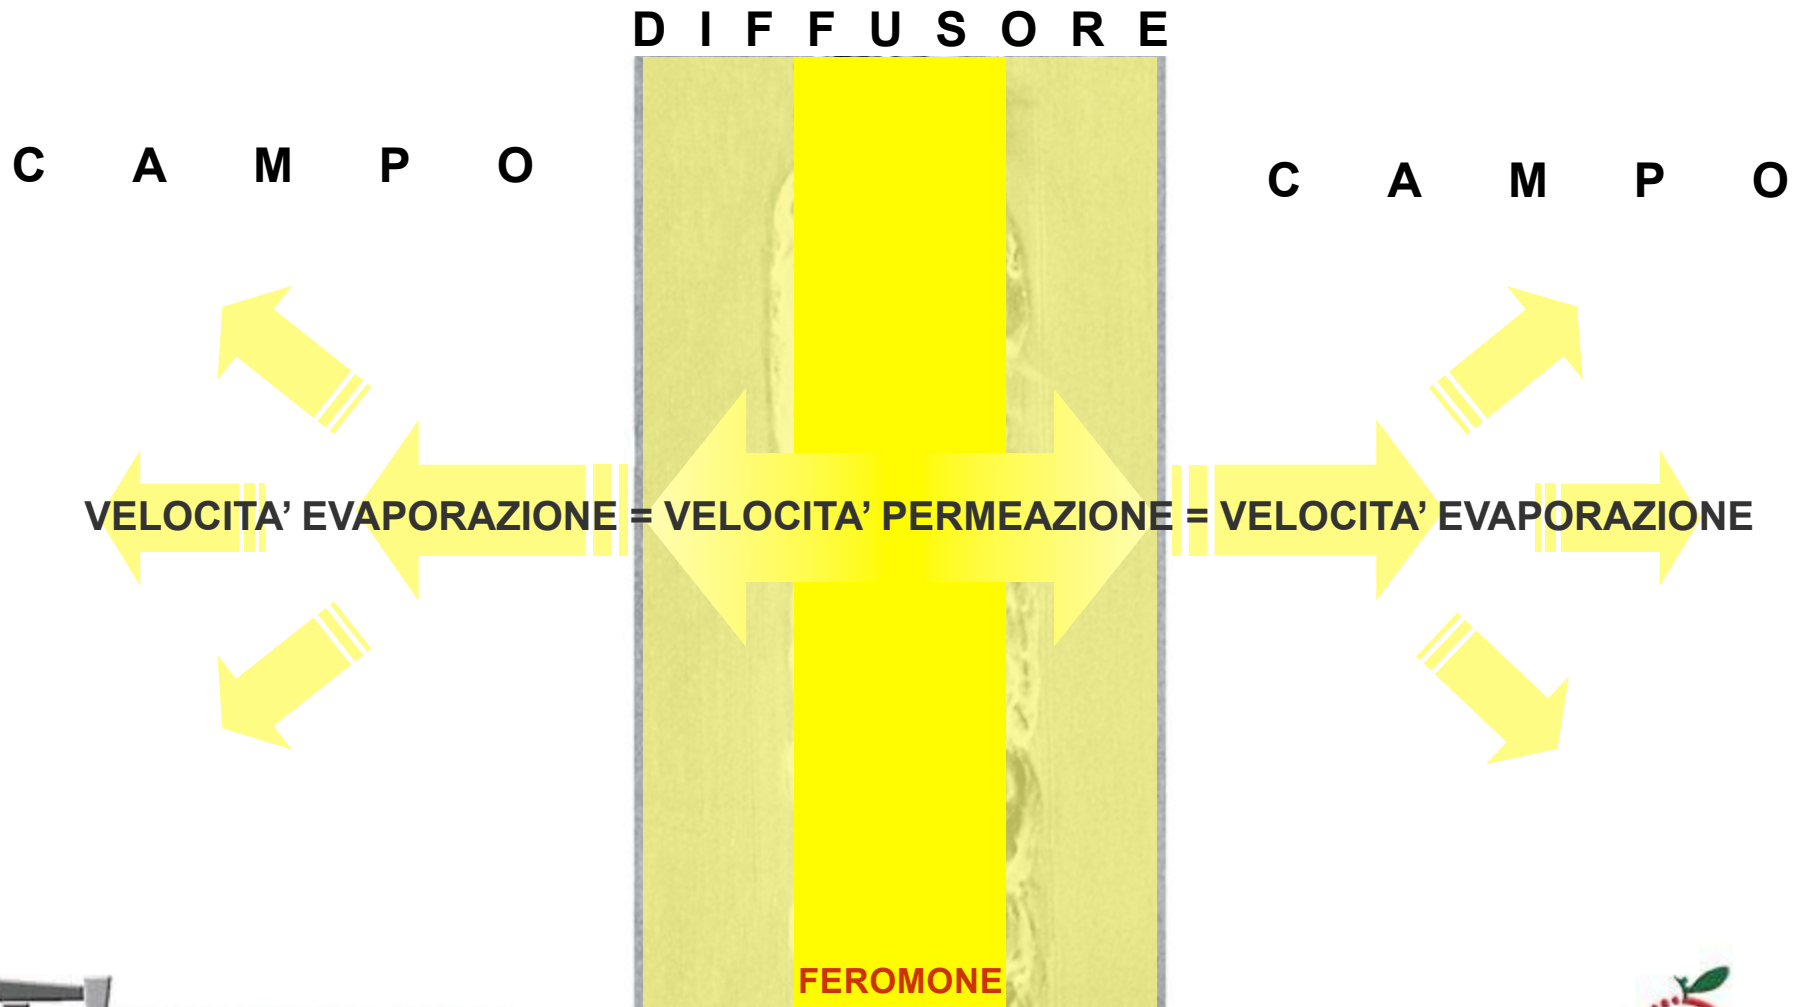 D I F F U S O R E
C A M P O
C A M P O
VELOCITA’ EVAPORAZIONE = VELOCITA’ PERMEAZIONE = VELOCITA’ EVAPORAZIONE
FEROMONE